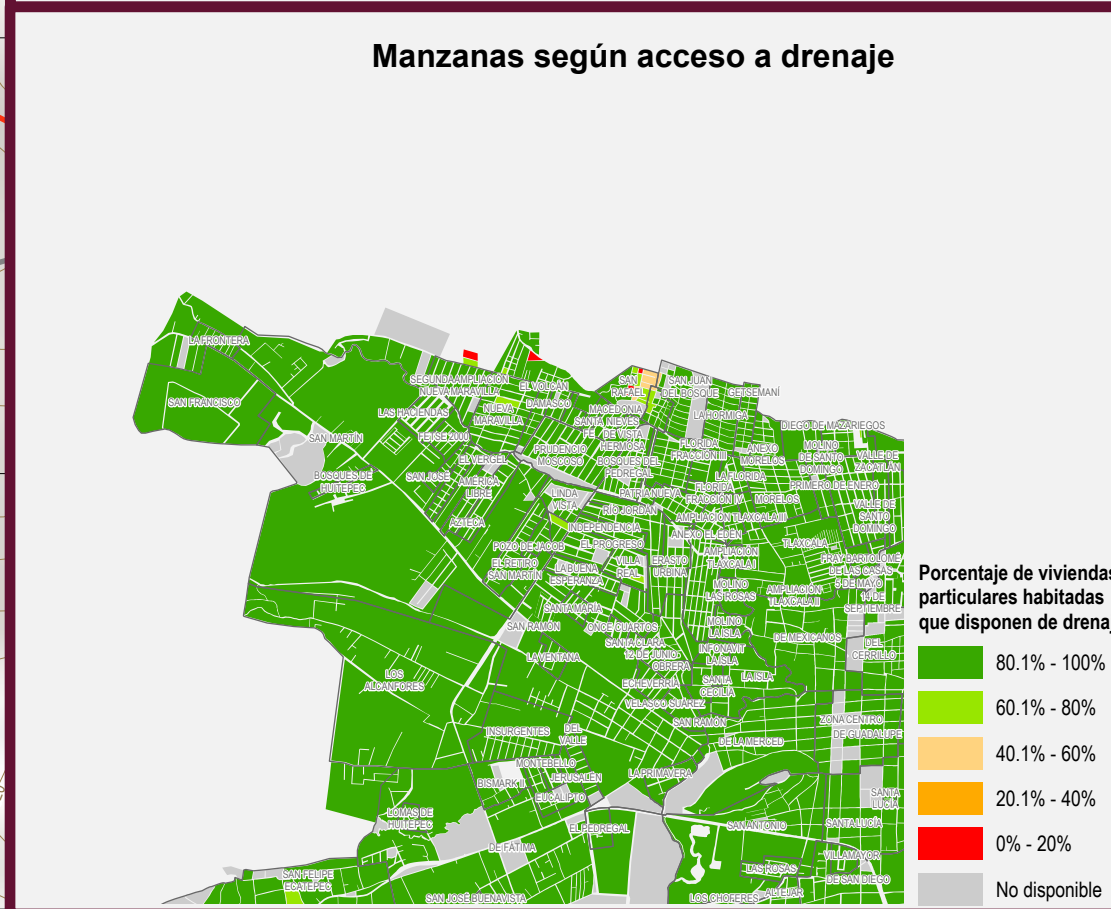 Manzanas según acceso a drenaje
LA FRONTERA
SAN FRANCISCO
SAN MARTÍN
BOSQUES DE
HUITEPEC
SEGUNDA AMPLIACIÓN
NUEVA MARAVILLA
LAS HACIENDAS
NUEVA
MARAVILLA
FETSE 2000
EL VOLCÁN
DAMASCO
EL VERGEL
SAN JOSÉ
AMÉRICA
LIBRE
AZTECA
PRUDENCIO
MOSCOSO
SAN
RAFAEL
MACEDONIA
SANTA NIEVES
FE
DE VISTA
HERMOSA
BOSQUES DEL
PEDREGAL
SAN JUAN
DEL BOSQUE
GETSEMANÍ
LA HORMIGA
FLORIDA
FRACCIÓN III
ANEXO
MORELOS
LA FLORIDA
FLORIDA
FRACCIÓN IV
MORELOS
DIEGO DE MAZARIEGOS
MOLINO
DE SANTO
DOMINGO
VALLE DE
ZACATLÁN
PRIMERO DE ENERO
VALLE DE
SANTO
DOMINGO
LINDA
VISTA
PATRIA NUEVA
RÍO JORDÁN
AMPLIACIÓN TLAXCALA III
INDEPENDENCIA
ANEXO EL EDÉN
EL PROGRESO
TLAXCALA
POZO DE JACOB
EL RETIRO
SAN MARTÍN
LA BUENA
ESPERANZA
VILLA
REAL
ERASTO
URBINA
AMPLIACIÓN
TLAXCALA I
FRAY BARTOLOMÉ
DE LAS CASAS
5 DE MAYO
14 DE
SEPTIEMBRE
MOLINO
LAS ROSAS
AMPLIACIÓN
TLAXCALA II
SANTA MARÍA
SAN RAMÓN
ONCE CUARTOS
MOLINO
LA ISLA
DE MEXICANOS
DEL
CERRILLO
SANTA CLARA
12 DE JUNIO
OBRERA
INFONAVIT
LA ISLA
LA VENTANA
LOS
ALCANFORES
ECHEVERRÍA
SANTA
CECILIA
LA ISLA
VELASCO SUÁREZ
SAN RAMÓN
ZONA CENTRO
DE GUADALUPE
INSURGENTES
DEL
VALLE
DE LA MERCED
MONTEBELLO
BISMARK II
JERUSALÉN
EUCALIPTO
LA PRIMAVERA
SANTA
LUCÍA
LOMAS DE
HUITEPEC
EL PEDREGAL
SAN ANTONIO
SANTA LUCÍA
DE FÁTIMA
VILLAMAYOR
LAS ROSAS
DE SAN DIEGO
SAN FELIPE
ECATEPEC
SAN JOSÉ BUENAVISTA
LOS CHOFERES
ALTEJAR
Porcentaje de viviendas
particulares habitadas
que disponen de drenaj
80.1% - 100%
60.1% - 80%
40.1% - 60%
20.1% - 40%
0% - 20%
No disponible